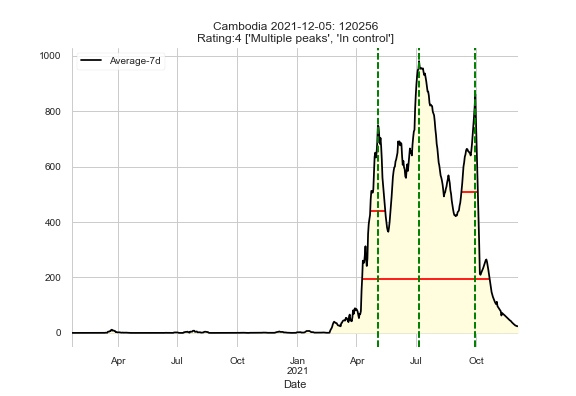 Cambodia 2021-12-05: 120256
Rating:4 ['Multiple peaks', 'In control']
Average-7d
1000
800
600
400
200
0
Apr Jul Oct Jan Apr Jul Oct
2021
Date